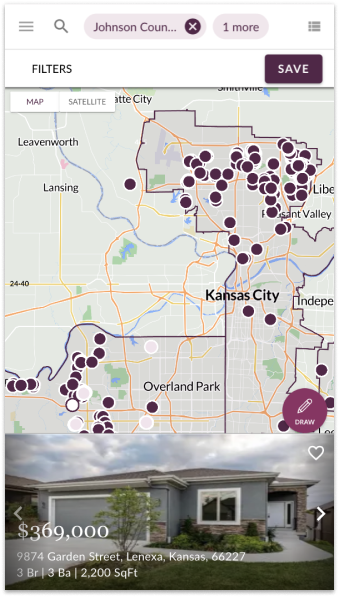 Johnson Coun...
1 more
FILTERS
SAVE
MAP
SATELLITE
atte City
Smithville
Leavenworth
Lansing
Libe
Pleasant Valley
24-40
Kansas City
Indepe
Overland Park
DRAW
$369,000
9874 Garden Street, Lenexa, Kansas, 66227
3 Br | 3 Ba | 2,200 SqFt